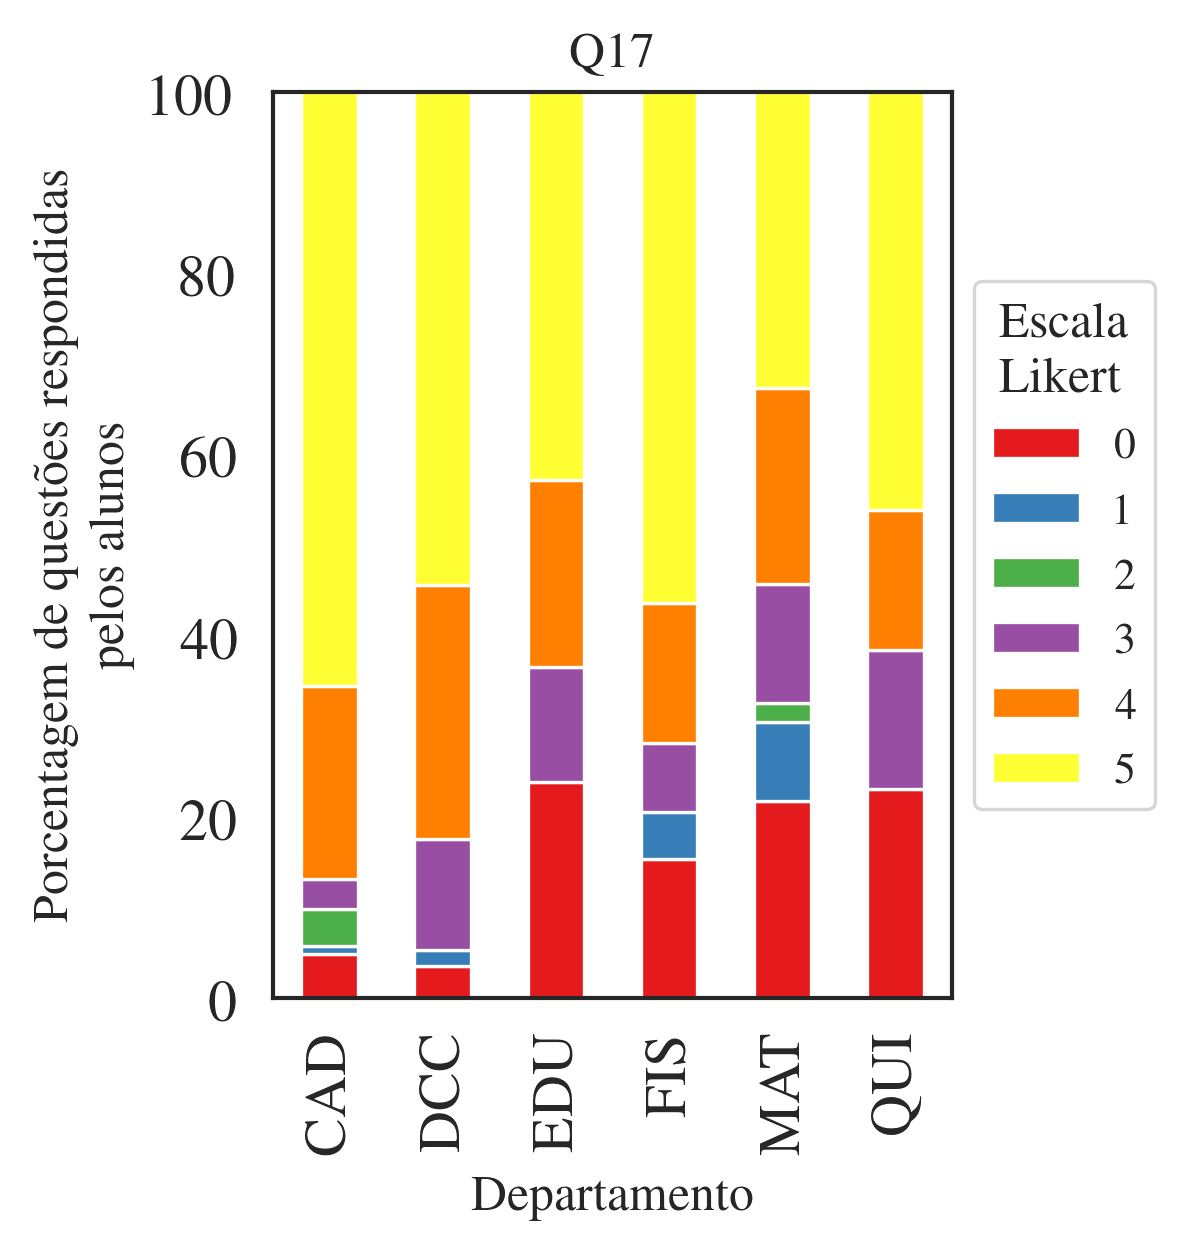 Q17
100
80
60
40
20
0
Porcentagem de questões respondidas
pelos alunos
CAD
DCC
EDU
FIS
MAT
QUI
Departamento
Escala
Likert
0
1
2
3
4
5